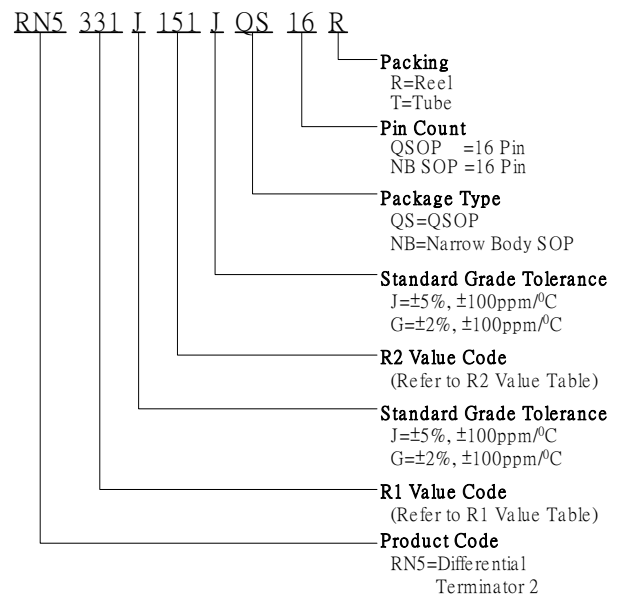 RN5 331 J 151 J QS 16 R
Packing
R=Reel
T=Tube
Pin Count
QSOP =16 Pin
NB SOP =16 Pin
Package Type
QS=QSOP
NB=Narrow Body SOP
Standard Grade Tolerance
J=±5%, ±100ppm/⁰C
G=±2%, ±100ppm/⁰C
R2 Value Code
(Refer to R2 Value Table)
Standard Grade Tolerance
J=±5%, ±100ppm/⁰C
G=±2%, ±100ppm/⁰C
R1 Value Code
(Refer to R1 Value Table)
Product Code
RN5=Differential
Terminator 2